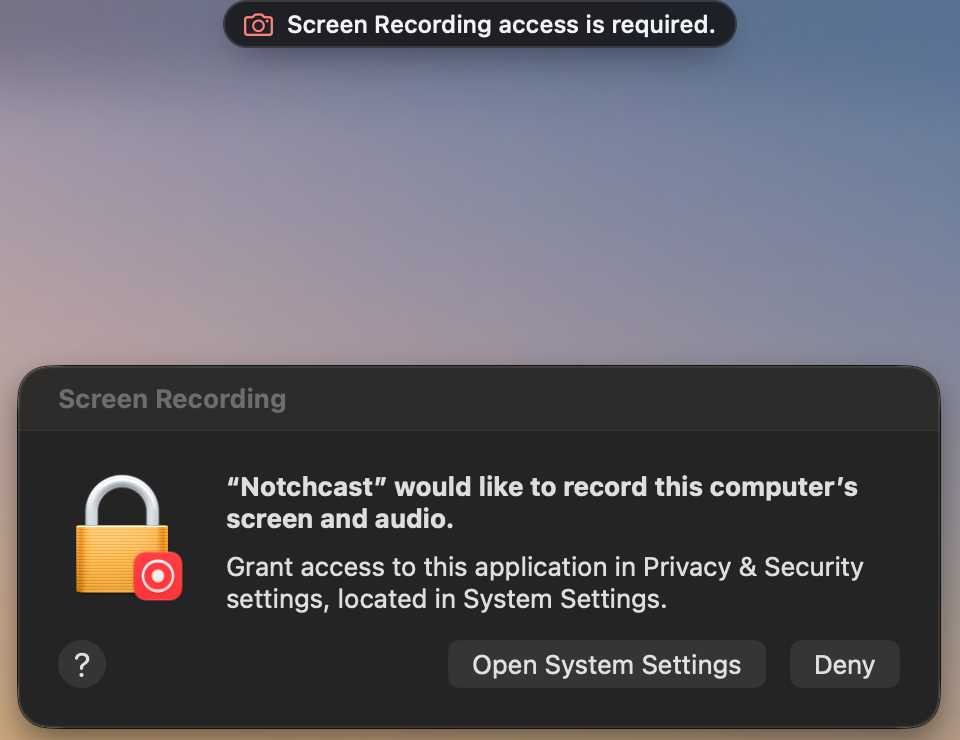 Screen Recording access is required.
Screen Recording
“Notchcast” would like to record this computer’s
screen and audio.
Grant access to this application in Privacy & Security
settings, located in System Settings.
?
Open System Settings
Deny